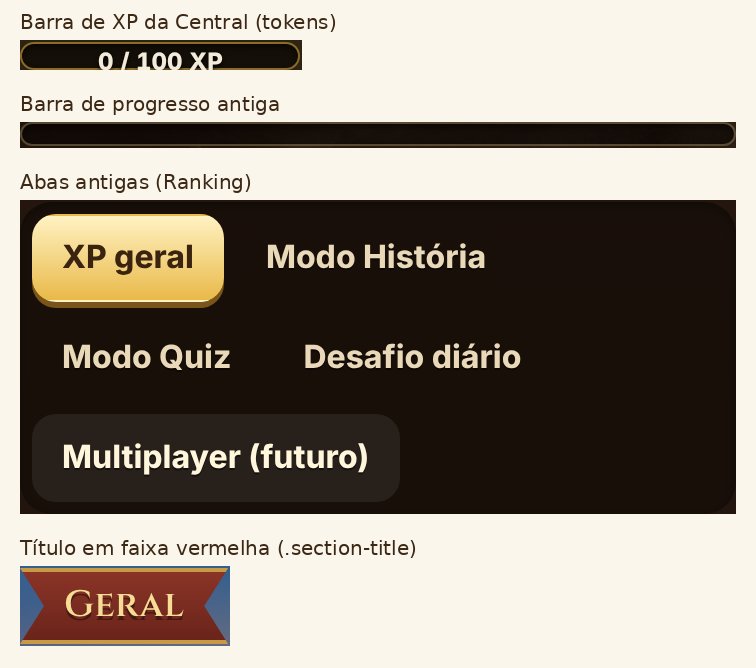 Barra de XP da Central (tokens)
0 / 100 XP
Barra de progresso antiga
Abas antigas (Ranking)
XP geral Modo História
Modo Quiz Desafio diário
Multiplayer (futuro)
Título em faixa vermelha (.section-title)
GERAL